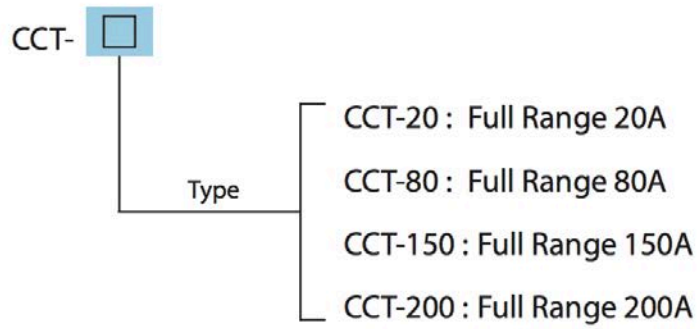 CCT- □
Type
CCT-20 : Full Range 20A
CCT-80 : Full Range 80A
CCT-150 : Full Range 150A
CCT-200 : Full Range 200A